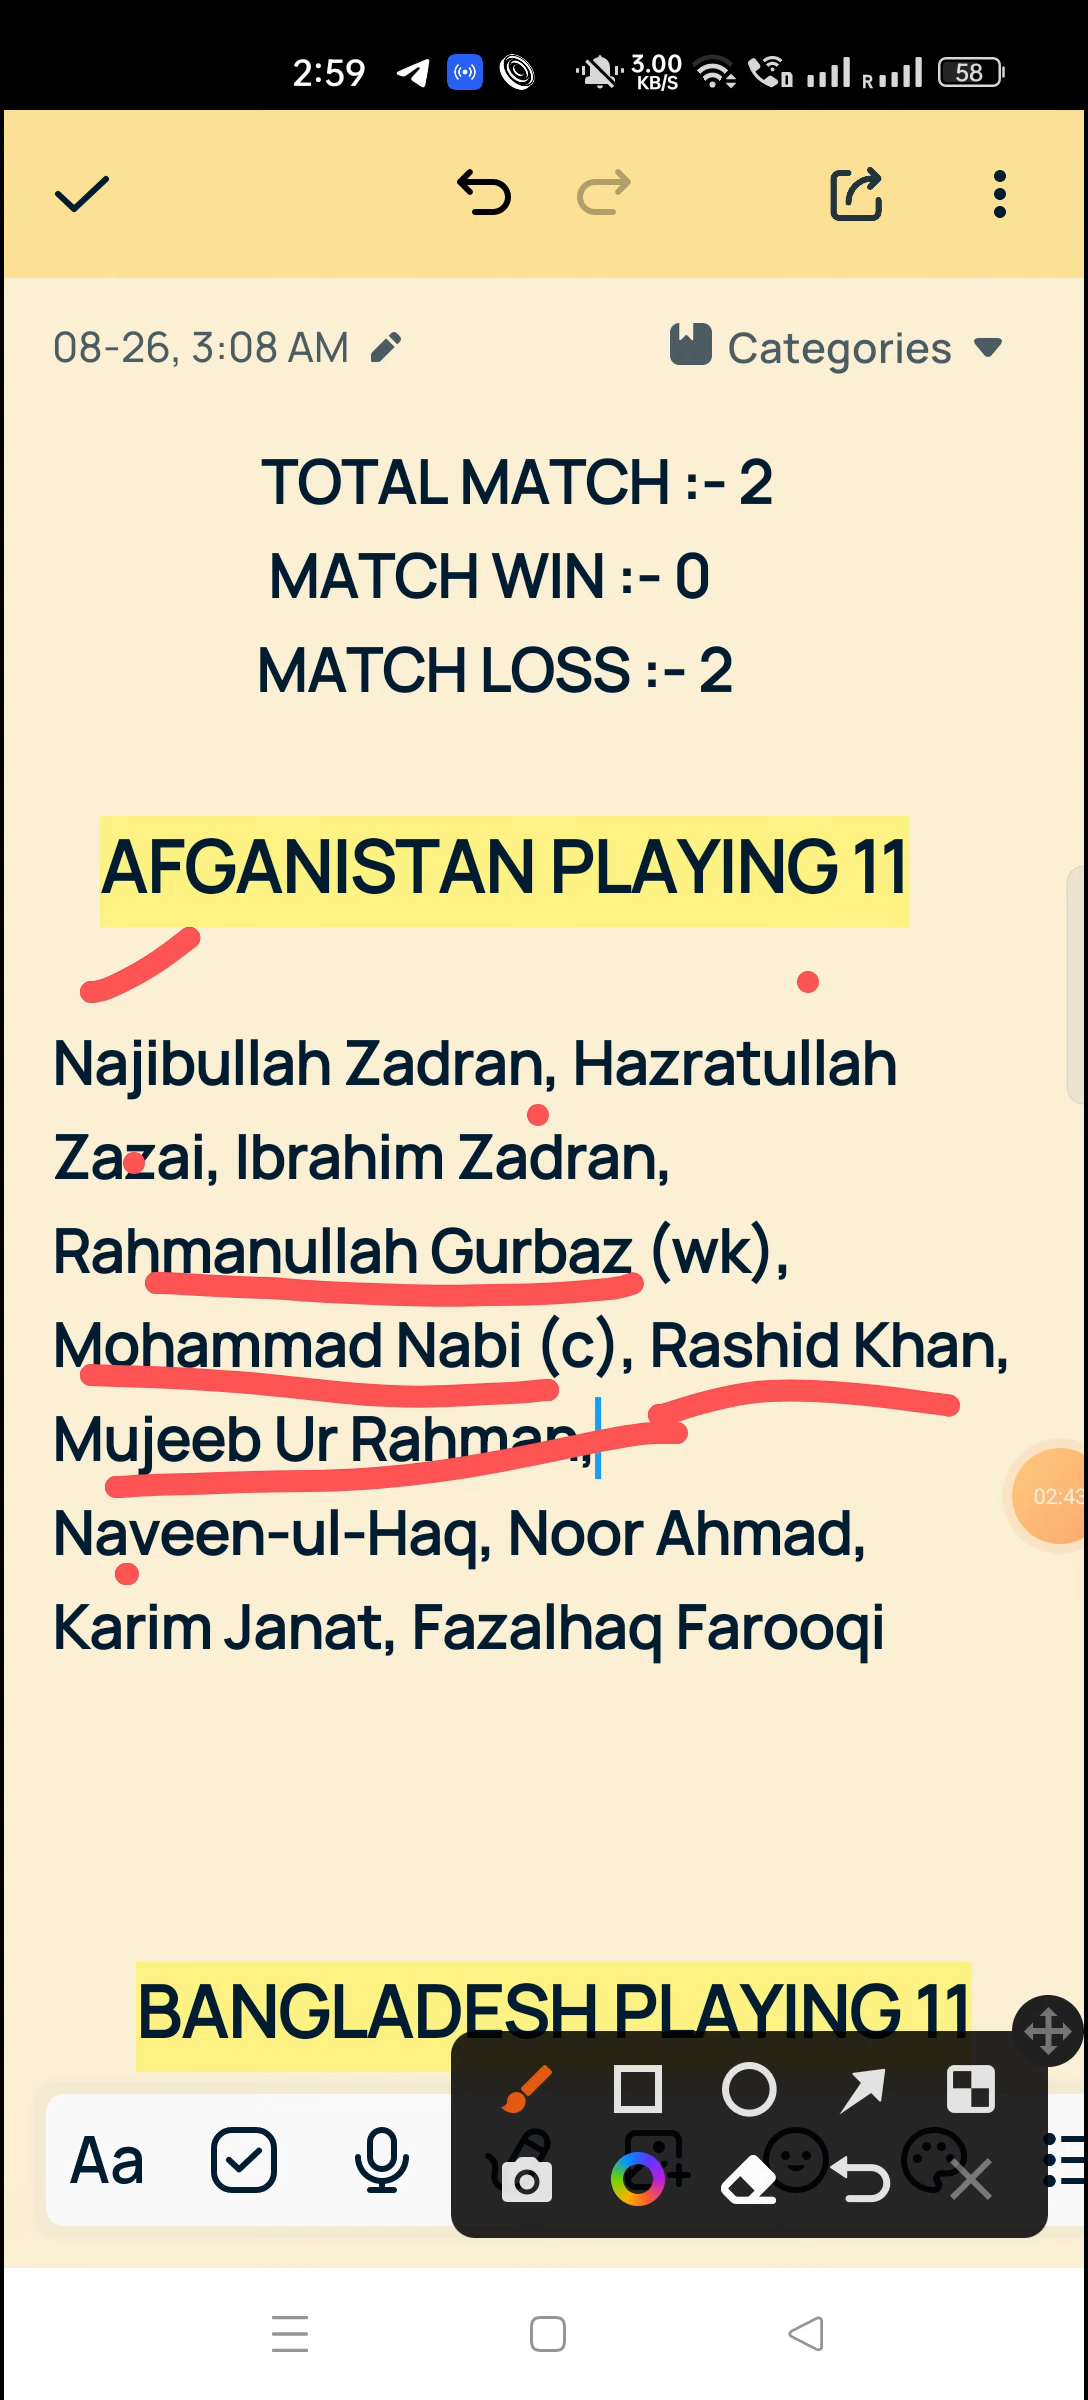 2:59 3.00 KB/S R 58
08-26, 3:08 AM Categories
TOTAL MATCH :- 2
MATCH WIN :- 0
MATCH LOSS :- 2
AFGANISTAN PLAYING 11
Najibullah Zadran, Hazratullah
Zazai, Ibrahim Zadran,
Rahmanullah Gurbaz (wk),
Mohammad Nabi (c), Rashid Khan,
Mujeeb Ur Rahman,
Naveen-ul-Haq, Noor Ahmad,
Karim Janat, Fazalhaq Farooqi
02:43
BANGLADESH PLAYING 11
Aa